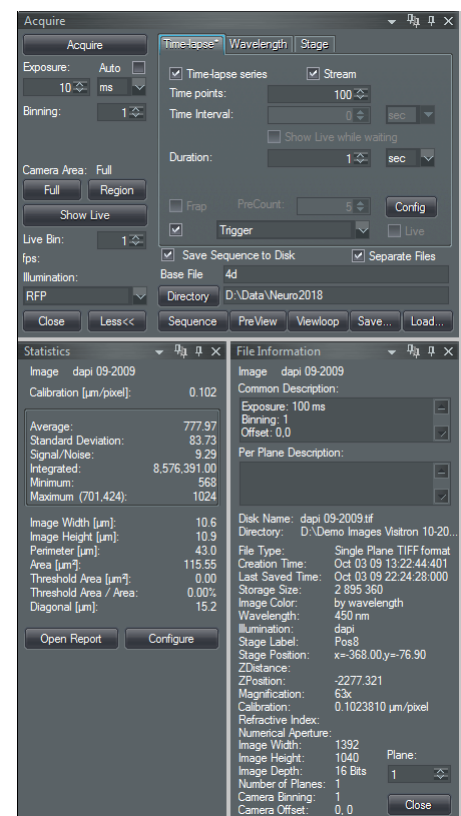 Acquire
Acquire
Time-lapse* Wavelength Stage
Exposure: Auto
10 ms
Binning: 1
Camera Area: Full
Full Region
Show Live
Live Bin: 1
fps:
Illumination:
RFP
Close Less<<
Time-lapse series Stream
Time points: 100
Time Interval: 0 sec
Show Live while waiting
Duration: 1 sec
Frap PreCount: 5 Config
Trigger Live
Save Sequence to Disk Separate Files
Base File 4d
Directory D:\Data\Neuro2018
Sequence PreView Viewloop Save... Load...
Statistics
Image dapi 09-2009
Calibration [µm/pixel]: 0.102
Average: 777.97
Standard Deviation: 83.73
Signal/Noise: 9.29
Integrated: 8,576,391.00
Minimum: 568
Maximum (701,424): 1024
Image Width [µm]: 10.6
Image Height [µm]: 10.9
Perimeter [µm]: 43.0
Area [µm²]: 115.55
Threshold Area [µm²]: 0.00
Threshold Area / Area: 0.00%
Diagonal [µm]: 15.2
Open Report Configure
File Information
Image dapi 09-2009
Common Description:
Exposure: 100 ms
Binning: 1
Offset: 0,0
Per Plane Description:
Disk Name: dapi 09-2009.tif
Directory: D:\Demo Images Visitron 10-20...
File Type: Single Plane TIFF format
Creation Time: Oct 03 09 13:22:44:401
Last Saved Time: Oct 03 09 22:24:28:000
Storage Size: 2 895 360
Image Color: by wavelength
Wavelength: 450 nm
Illumination: dapi
Stage Label: Pos8
Stage Position: x=-368.00,y=-76.90
ZDistance:
ZPosition: -2277.321
Magnification: 63x
Calibration: 0.1023810 µm/pixel
Refractive Index:
Numerical Aperture:
Image Width: 1392
Image Height: 1040
Image Depth: 16 Bits
Number of Planes: 1
Camera Binning: 1
Camera Offset: 0, 0
Plane:
1
Close